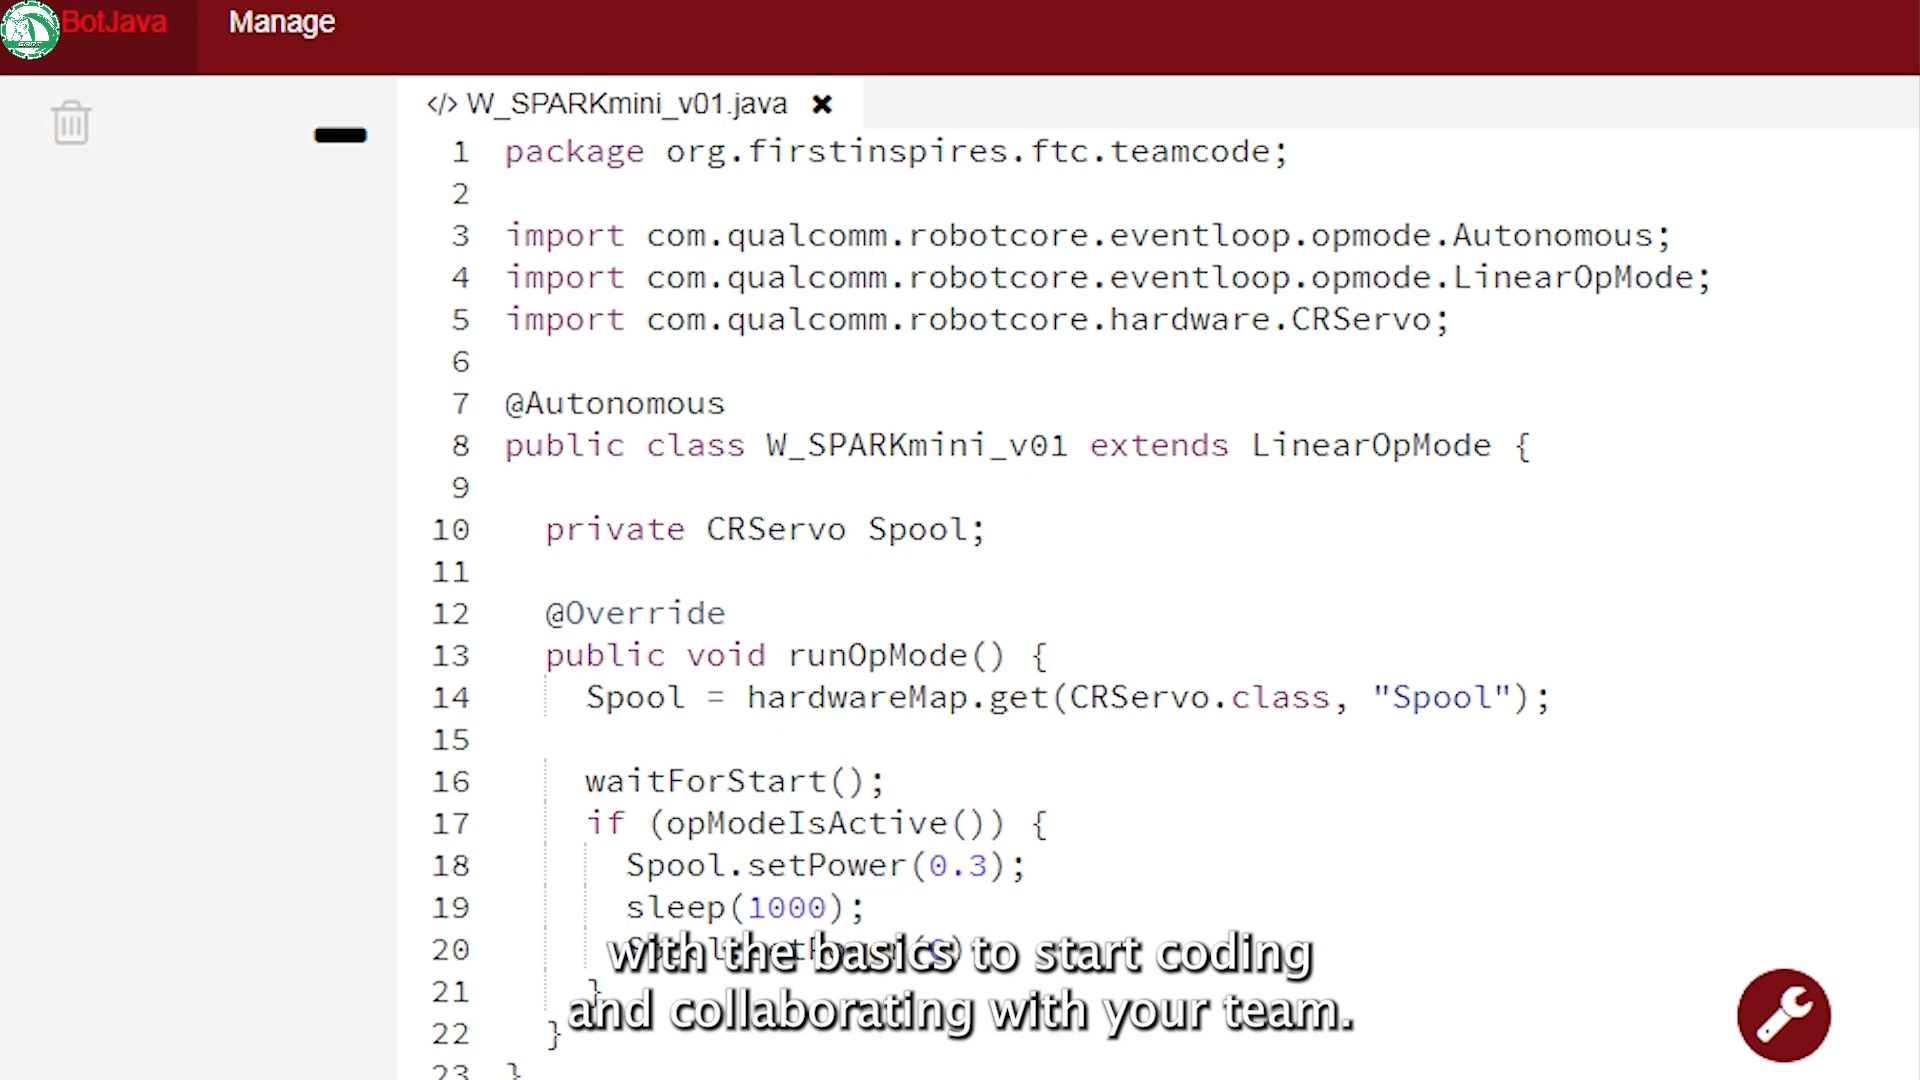 BotJava
Manage
</> W_SPARKmini_v01.java ✖
1 package org.firstinspires.ftc.teamcode;
2
3 import com.qualcomm.robotcore.eventloop.opmode.Autonomous;
4 import com.qualcomm.robotcore.eventloop.opmode.LinearOpMode;
5 import com.qualcomm.robotcore.hardware.CRServo;
6
7 @Autonomous
8 public class W_SPARKmini_v01 extends LinearOpMode {
9
10 private CRServo Spool;
11
12 @Override
13 public void runOpMode() {
14 Spool = hardwareMap.get(CRServo.class, "Spool");
15
16 waitForStart();
17 if (opModeIsActive()) {
18 Spool.setPower(0.3);
19 sleep(1000);
20
21 }
22 }
23 }
with the basics to start coding
and collaborating with your team.